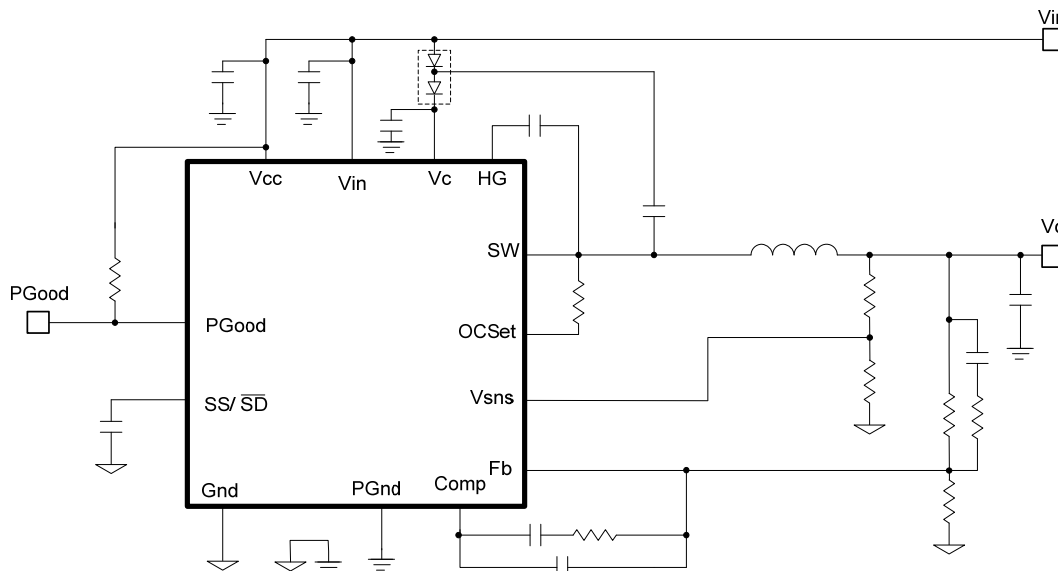 Vin
Vcc
Vin
Vc
HG
SW
PGood
PGood
OCSet
Vsns
SS/ SD
Fb
Comp
Gnd
PGnd